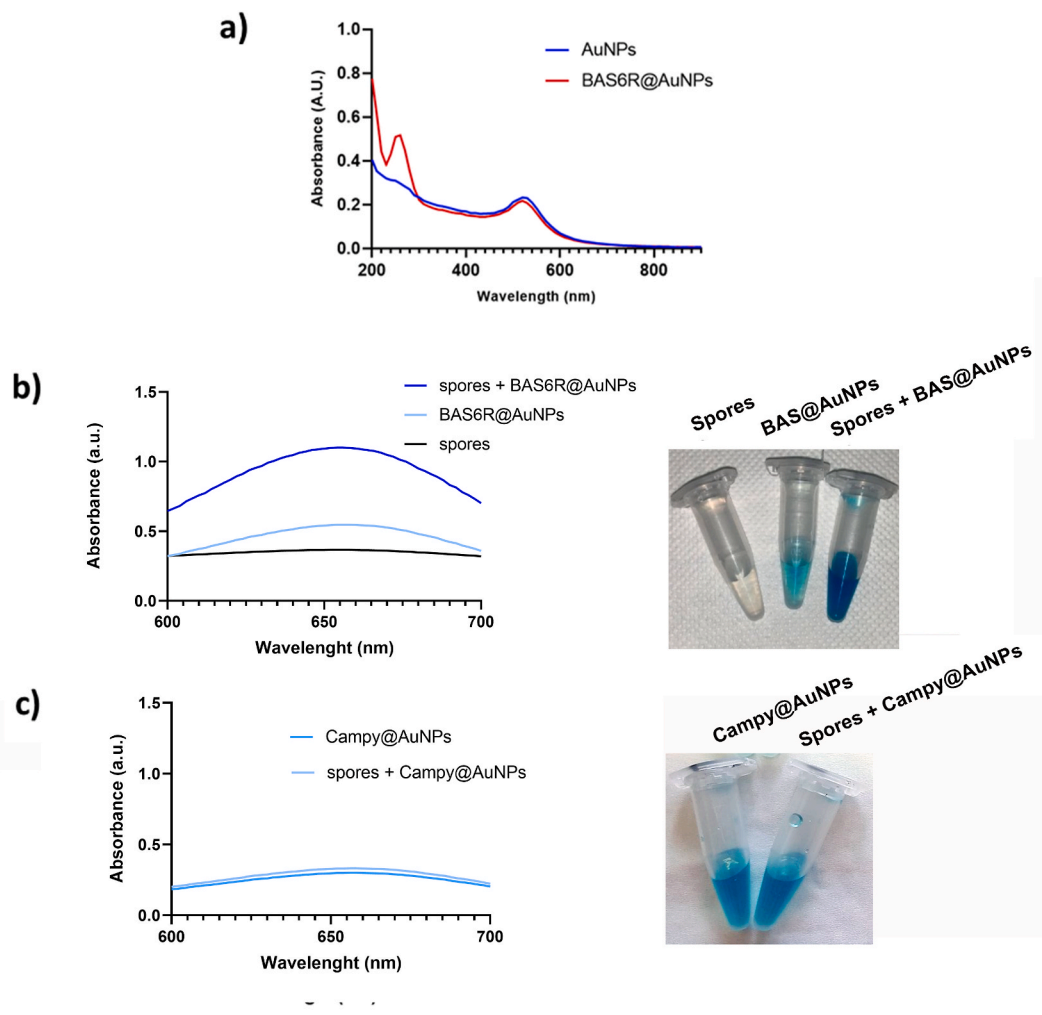 a)
1.0
0.8
0.6
0.4
0.2
0.0
Absorbance (A.U.)
AuNPs
BAS6R@AuNPs
200 400 600 800
Wavelength (nm)
b)
1.5
1.0
0.5
0.0
Absorbance (a.u.)
spores + BAS6R@AuNPs
BAS6R@AuNPs
spores
600 650 700
Wavelenght (nm)
Spores
BAS@AuNPs
Spores + BAS@AuNPs
c)
1.5
1.0
0.5
0.0
Absorbance (a.u.)
Campy@AuNPs
spores + Campy@AuNPs
600 650 700
Wavelenght (nm)
Campy@AuNPs
Spores + Campy@AuNPs